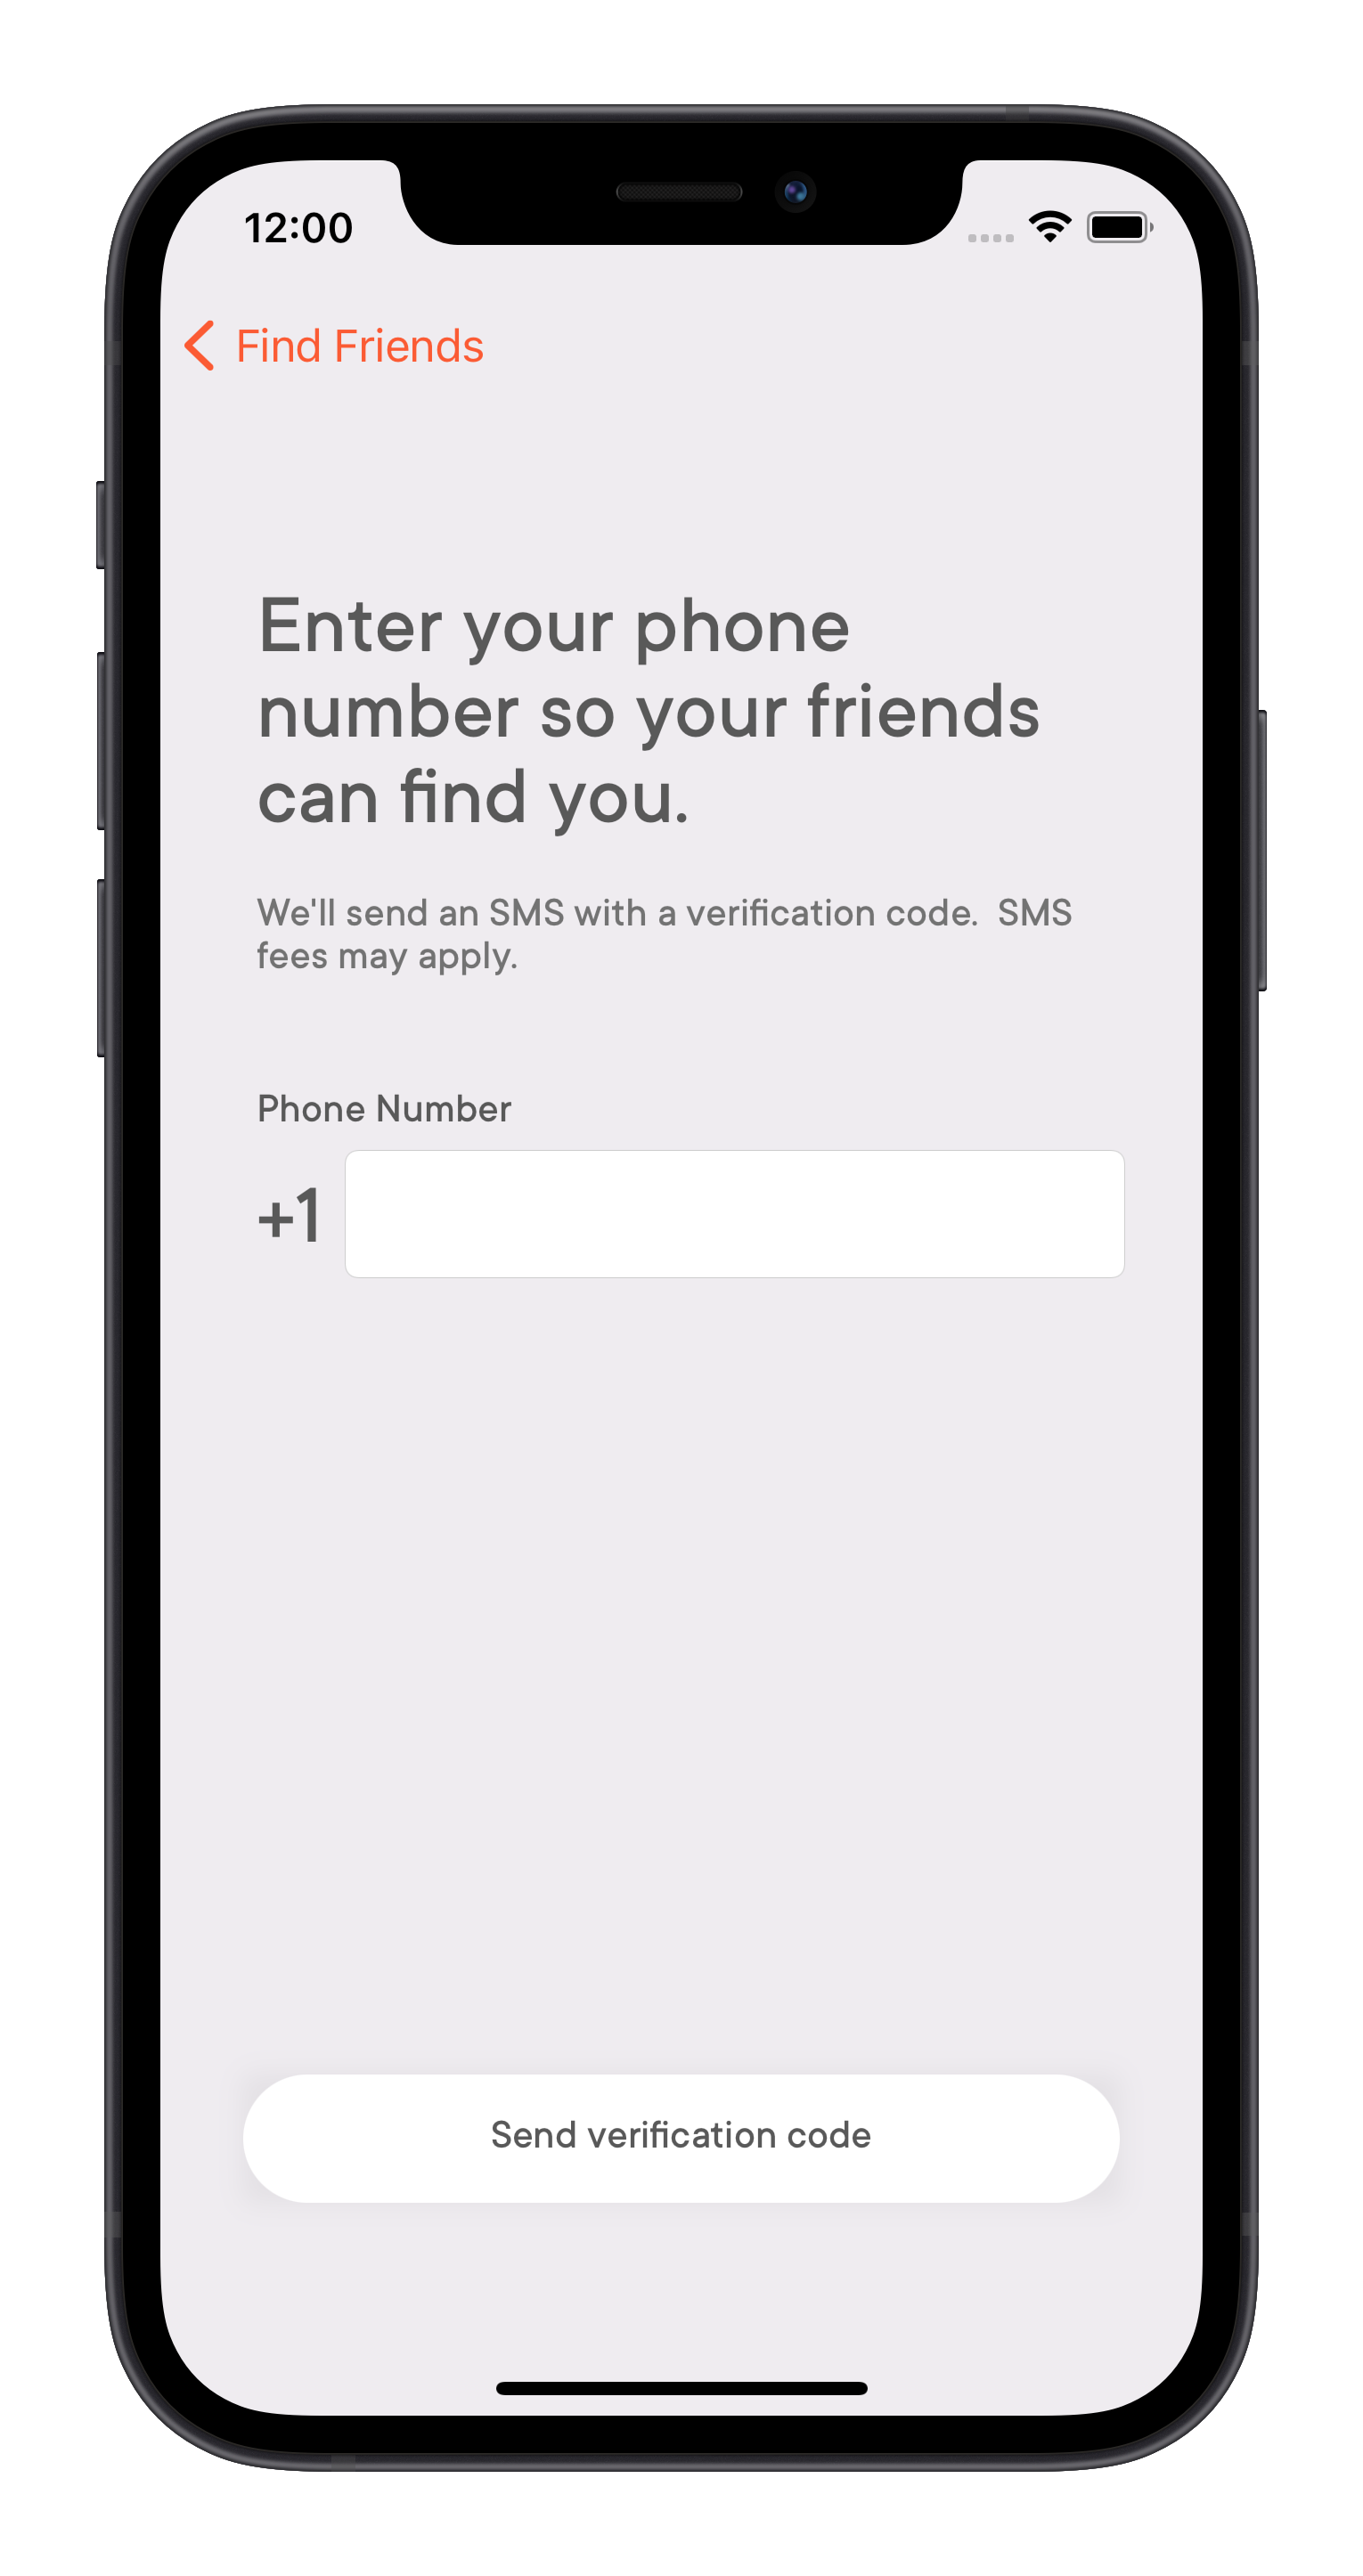 12:00
Find Friends
Enter your phone
number so your friends
can find you.
We'll send an SMS with a verification code.  SMS
fees may apply.
Phone Number
+1
Send verification code